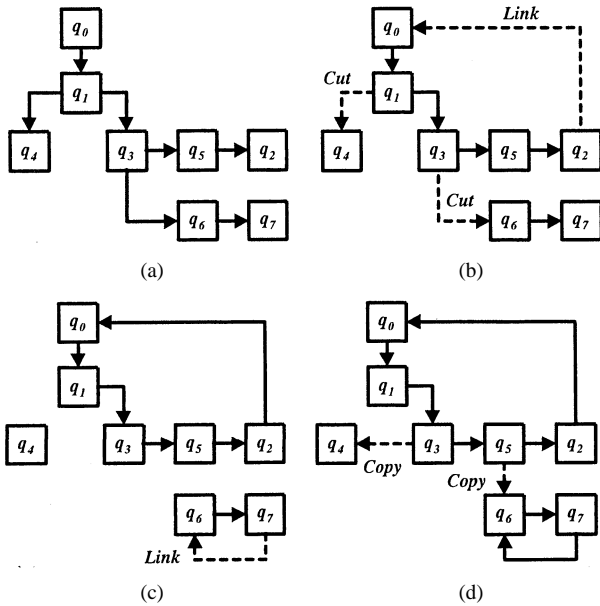 q0 q0 Link
q1 Cut q1
q4 q3 q5 q2 q4 q3 q5 q2
q6 q7 Cut q6 q7
(a) (b)
q0 q0
q1 q1
q4 q3 q5 q2 q4 q3 q5 q2
Copy Copy
q6 q7 q6 q7
Link
(c) (d)